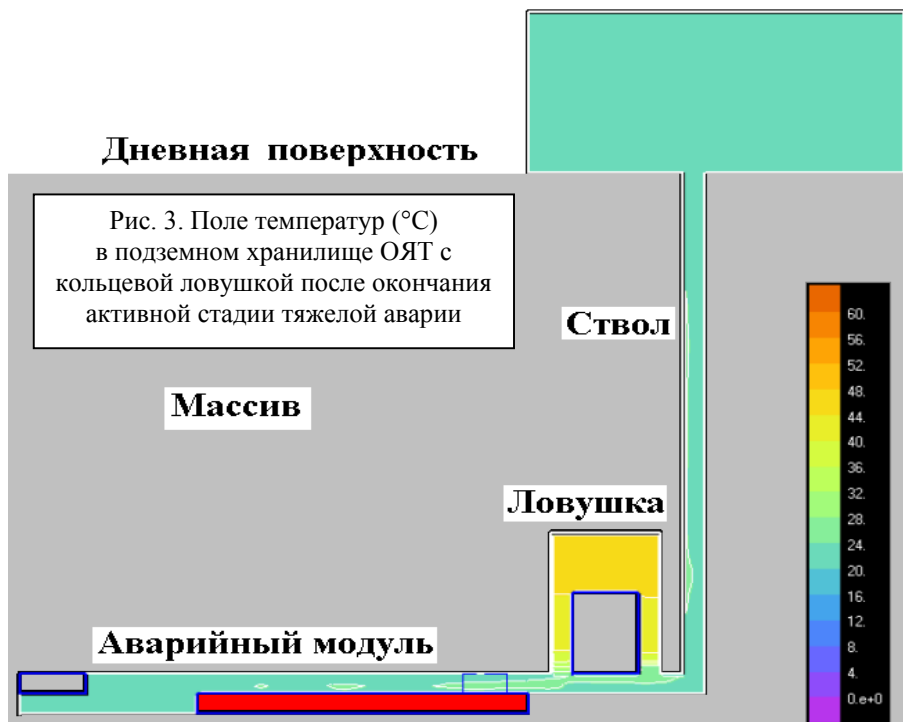 Дневная поверхность
Рис. 3. Поле температур (°C)
в подземном хранилище ОЯТ с
кольцевой ловушкой после окончания
активной стадии тяжелой аварии
Ствол
Массив
Ловушка
Аварийный модуль
60.
56.
52.
48.
44.
40.
36.
32.
28.
24.
20.
16.
12.
8.
4.
0.e+0